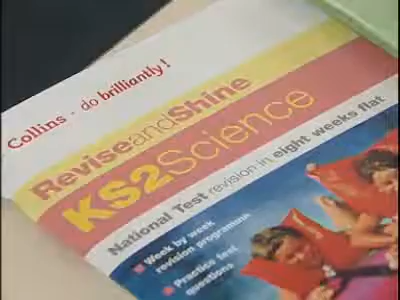 Collins - do brilliantly!
ReviseandShine
KS2Science
National Test revision in eight weeks flat
Week by week
revision programme
Practice test
questions